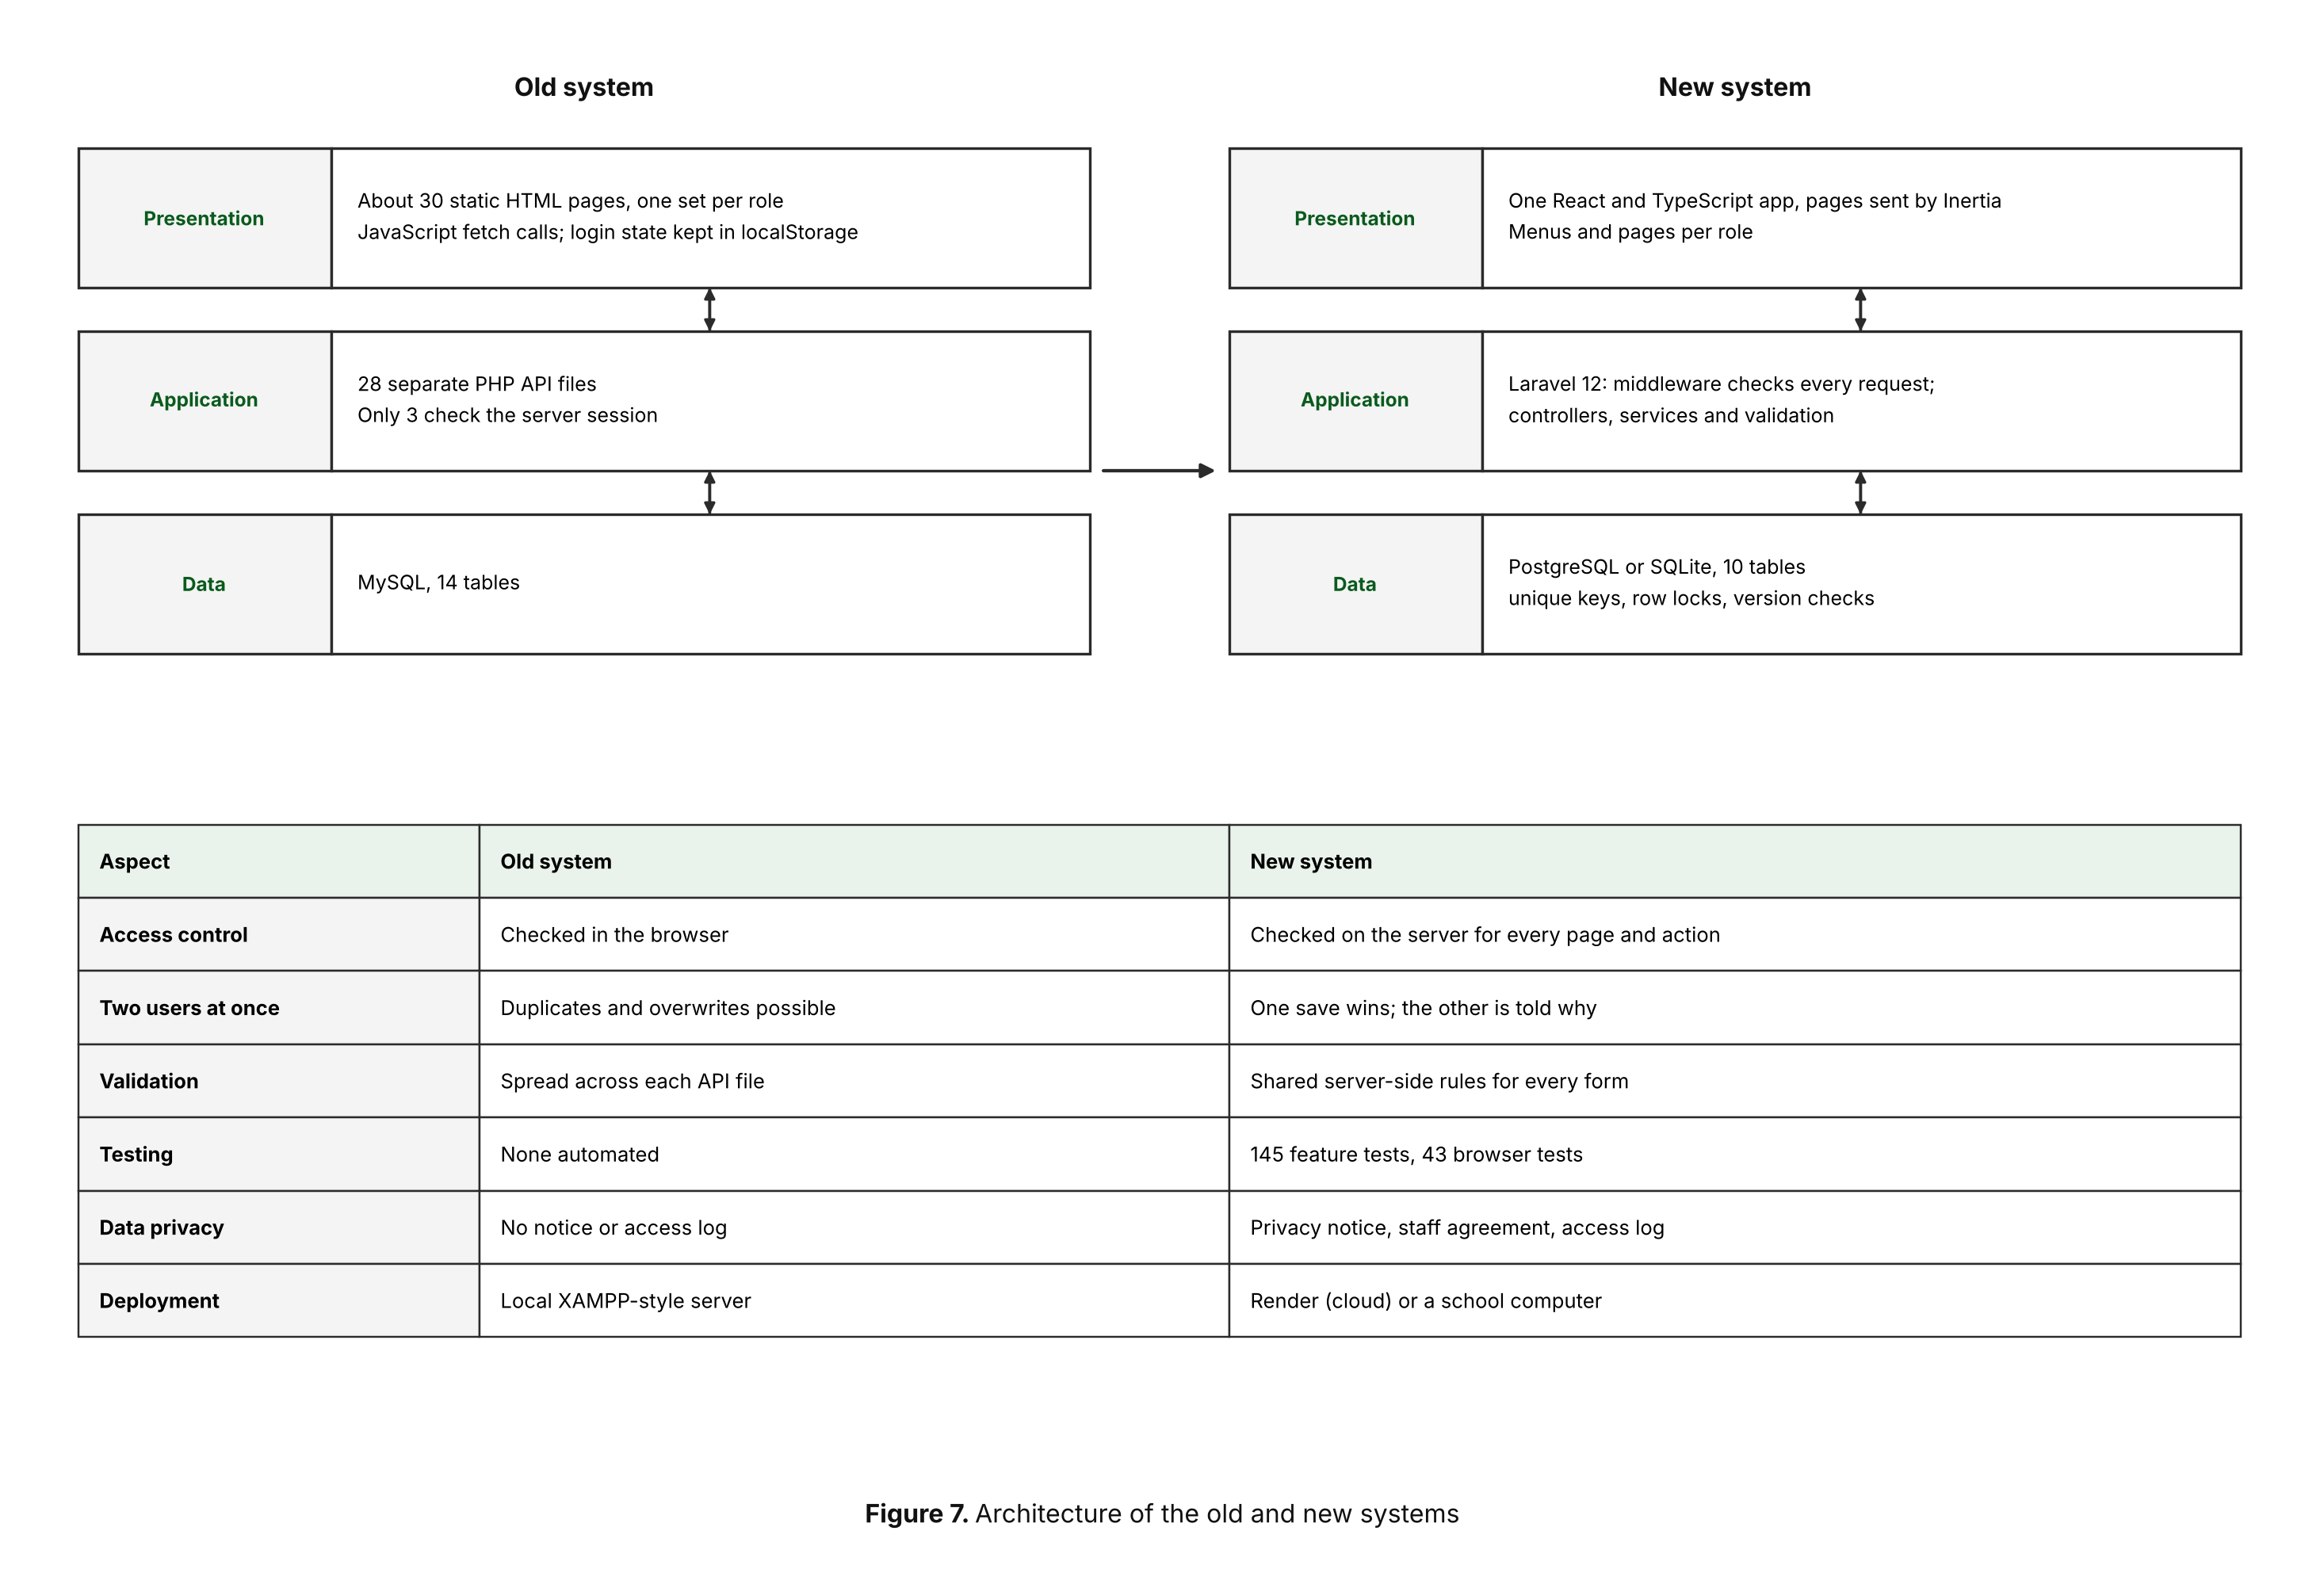 Old system
New system
Presentation
About 30 static HTML pages, one set per role
JavaScript fetch calls; login state kept in localStorage
Presentation
One React and TypeScript app, pages sent by Inertia
Menus and pages per role
Application
28 separate PHP API files
Only 3 check the server session
Application
Laravel 12: middleware checks every request;
controllers, services and validation
Data
MySQL, 14 tables
Data
PostgreSQL or SQLite, 10 tables
unique keys, row locks, version checks
Aspect Old system New system
Access control Checked in the browser Checked on the server for every page and action
Two users at once Duplicates and overwrites possible One save wins; the other is told why
Validation Spread across each API file Shared server-side rules for every form
Testing None automated 145 feature tests, 43 browser tests
Data privacy No notice or access log Privacy notice, staff agreement, access log
Deployment Local XAMPP-style server Render (cloud) or a school computer
Figure 7. Architecture of the old and new systems